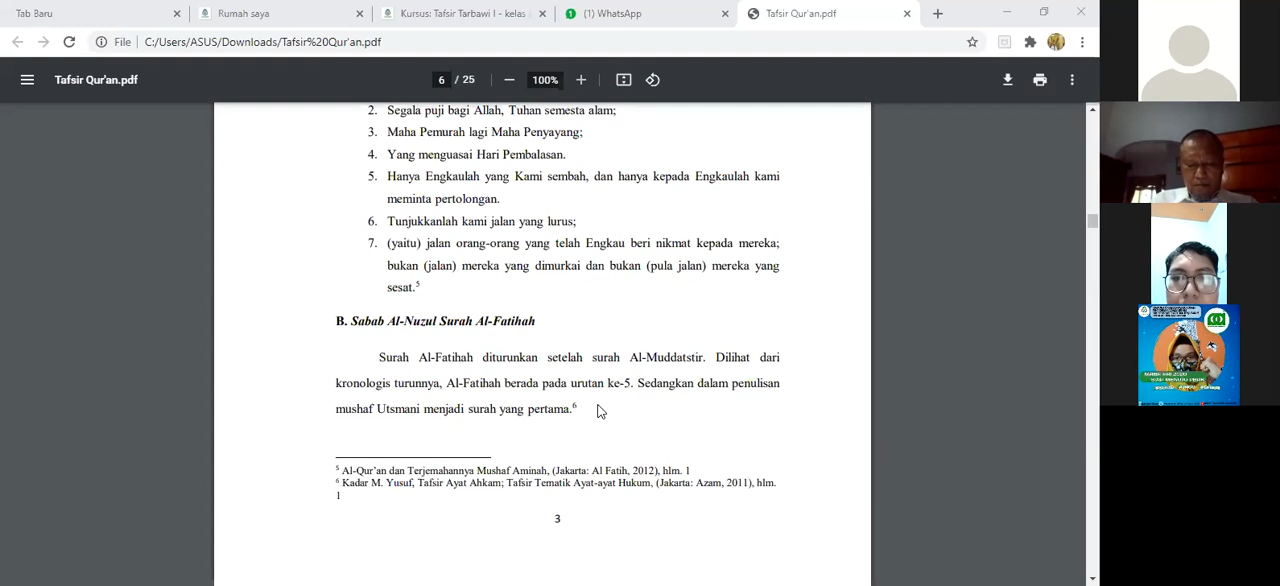 Tab Baru
Rumah saya
Kursus: Tafsir Tarbawi I - kelas
(1) WhatsApp
Tafsir Qur'an.pdf
File
C:/Users/ASUS/Downloads/Tafsir%20Qur'an.pdf
Tafsir Qur'an.pdf
6 / 25
100%
2. Segala puji bagi Allah, Tuhan semesta alam;
3. Maha Pemurah lagi Maha Penyayang;
4. Yang menguasai Hari Pembalasan.
5. Hanya Engkaulah yang Kami sembah, dan hanya kepada Engkaulah kami
meminta pertolongan.
6. Tunjukkanlah kami jalan yang lurus;
7. (yaitu) jalan orang-orang yang telah Engkau beri nikmat kepada mereka;
bukan (jalan) mereka yang dimurkai dan bukan (pula jalan) mereka yang
sesat.⁵
B. Sabab Al-Nuzul Surah Al-Fatihah
Surah Al-Fatihah diturunkan setelah surah Al-Muddatstir. Dilihat dari
kronologis turunnya, Al-Fatihah berada pada urutan ke-5. Sedangkan dalam penulisan
mushaf Utsmani menjadi surah yang pertama.⁶
⁵ Al-Qur'an dan Terjemahannya Mushaf Aminah, (Jakarta: Al Fatih, 2012), hlm. 1
⁶ Kadar M. Yusuf, Tafsir Ayat Ahkam; Tafsir Tematik Ayat-ayat Hukum, (Jakarta: Azam, 2011), hlm.
1
3